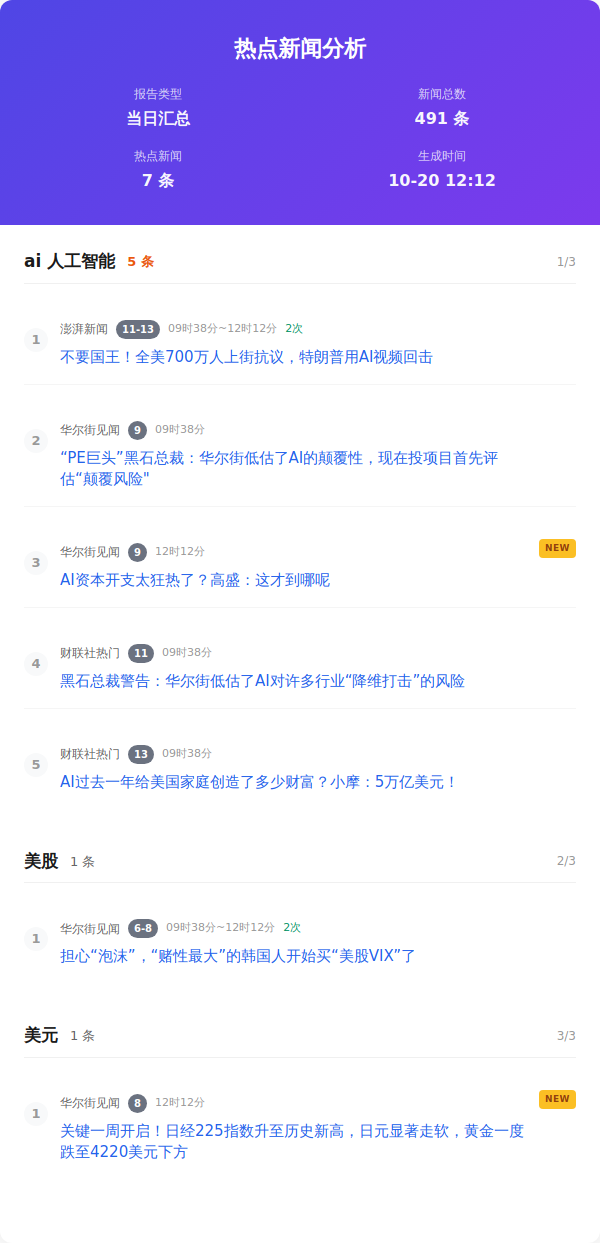 热点新闻分析
报告类型
新闻总数
当日汇总
491 条
热点新闻
生成时间
7 条
10-20 12:12
ai 人工智能 5 条 1/3
1 澎湃新闻 11-13 09时38分~12时12分 2次
不要国王！全美700万人上街抗议，特朗普用AI视频回击
2 华尔街见闻 9 09时38分
“PE巨头”黑石总裁：华尔街低估了AI的颠覆性，现在投项目首先评
估“颠覆风险"
3 华尔街见闻 9 12时12分 NEW
AI资本开支太狂热了？高盛：这才到哪呢
4 财联社热门 11 09时38分
黑石总裁警告：华尔街低估了AI对许多行业“降维打击”的风险
5 财联社热门 13 09时38分
AI过去一年给美国家庭创造了多少财富？小摩：5万亿美元！
美股 1 条 2/3
1 华尔街见闻 6-8 09时38分~12时12分 2次
担心“泡沫”，“赌性最大”的韩国人开始买“美股VIX”了
美元 1 条 3/3
1 华尔街见闻 8 12时12分 NEW
关键一周开启！日经225指数升至历史新高，日元显著走软，黄金一度
跌至4220美元下方